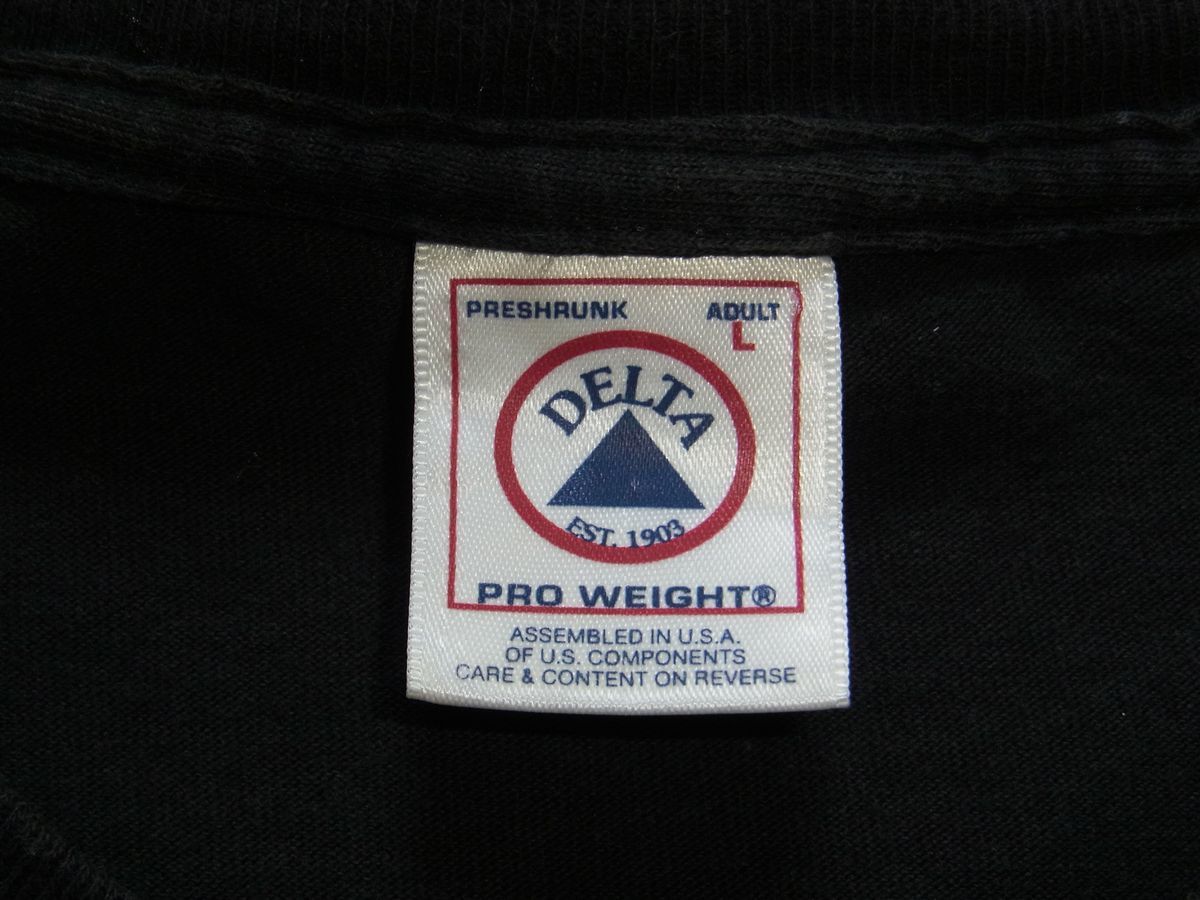 PRESHRUNK ADULT
L
DELTA
EST. 1903
PRO WEIGHT®
ASSEMBLED IN U.S.A.
OF U.S. COMPONENTS
CARE & CONTENT ON REVERSE